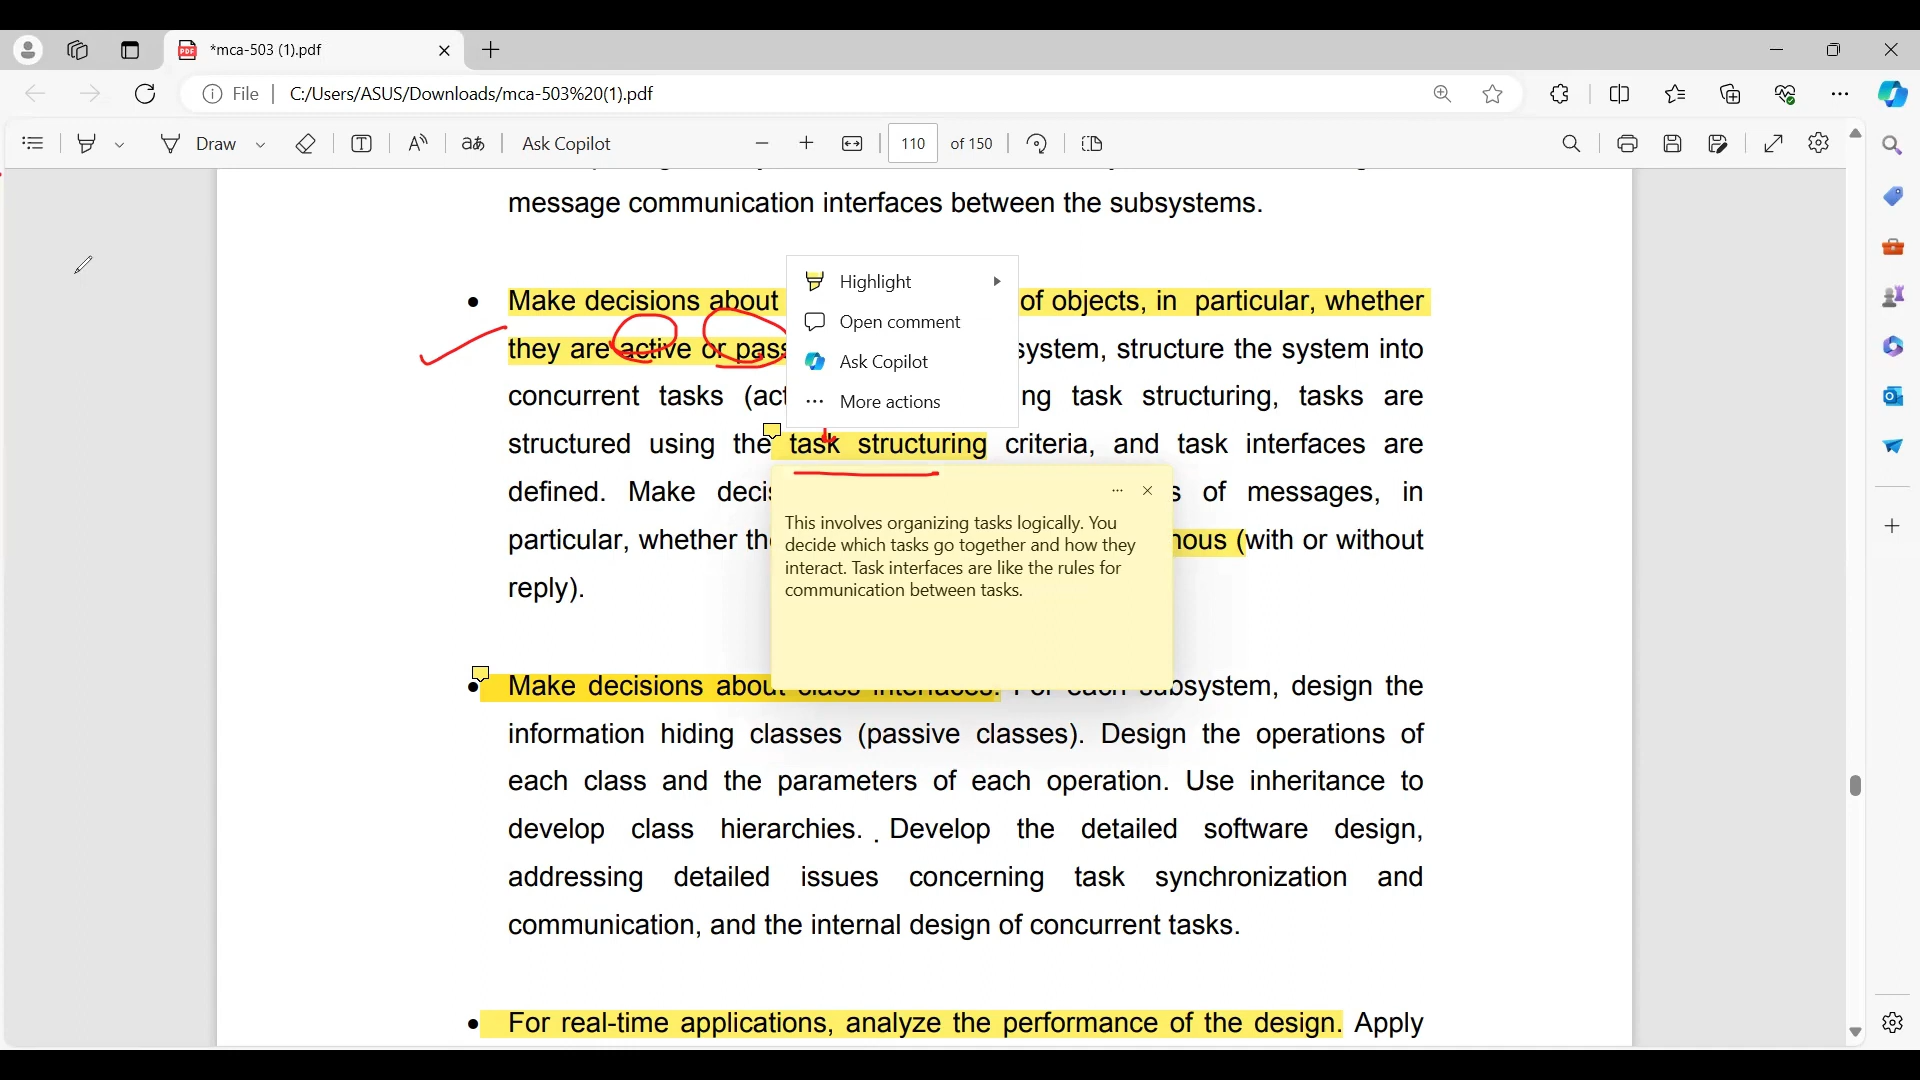 *mca-503 (1).pdf
File
C:/Users/ASUS/Downloads/mca-503%20(1).pdf
Draw
Ask Copilot
110 of 150
message communication interfaces between the subsystems.
• Make decisions about of objects, in particular, whether
they are active or pass system, structure the system into
concurrent tasks (act ng task structuring, tasks are
structured using the task structuring criteria, and task interfaces are
defined. Make deci s of messages, in
particular, whether th nous (with or without
reply).
Highlight
Open comment
Ask Copilot
More actions
This involves organizing tasks logically. You
decide which tasks go together and how they
interact. Task interfaces are like the rules for
communication between tasks.
• Make decisions about class interfaces. For each subsystem, design the
information hiding classes (passive classes). Design the operations of
each class and the parameters of each operation. Use inheritance to
develop class hierarchies. . Develop the detailed software design,
addressing detailed issues concerning task synchronization and
communication, and the internal design of concurrent tasks.
• For real-time applications, analyze the performance of the design. Apply